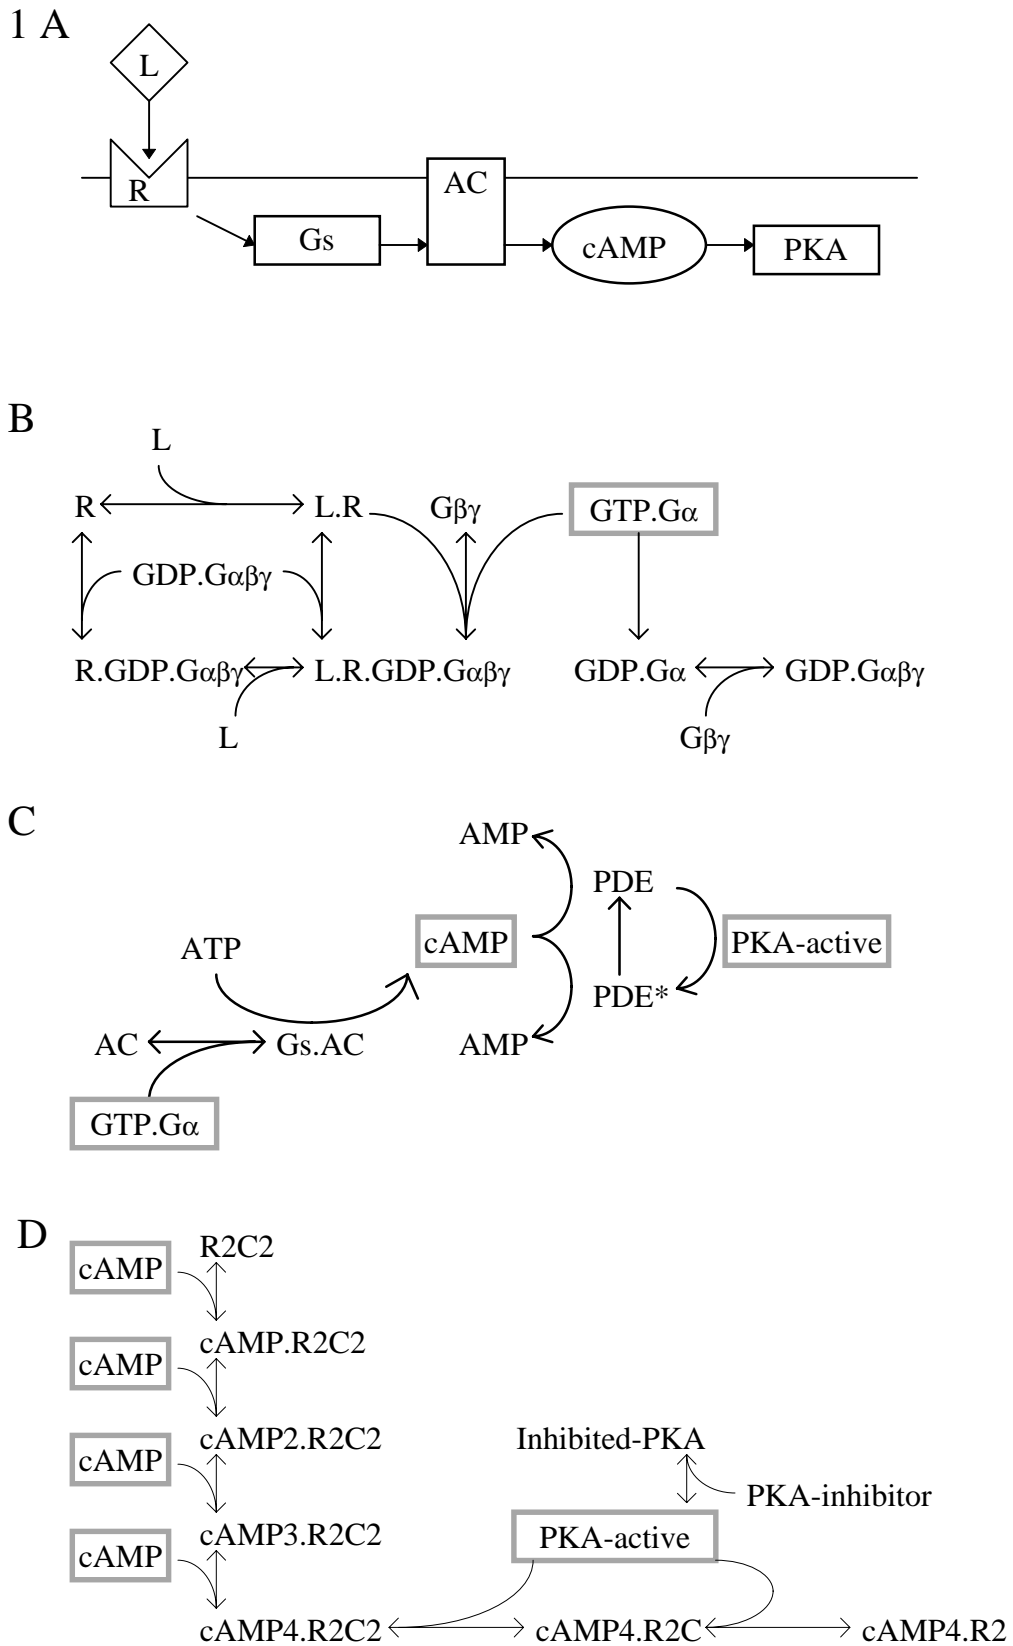 1 A
L
R
Gs
AC
cAMP
PKA
B
L
R
L.R
Gβγ
GTP.Gα
GDP.Gαβγ
R.GDP.Gαβγ
L.R.GDP.Gαβγ
GDP.Gα
GDP.Gαβγ
L
Gβγ
C
AMP
PDE
ATP
cAMP
PKA-active
PDE*
AC
Gs.AC
AMP
GTP.Gα
D
cAMP
R2C2
cAMP
cAMP.R2C2
cAMP
cAMP2.R2C2
Inhibited-PKA
PKA-inhibitor
cAMP
cAMP3.R2C2
PKA-active
cAMP4.R2C2
cAMP4.R2C
cAMP4.R2